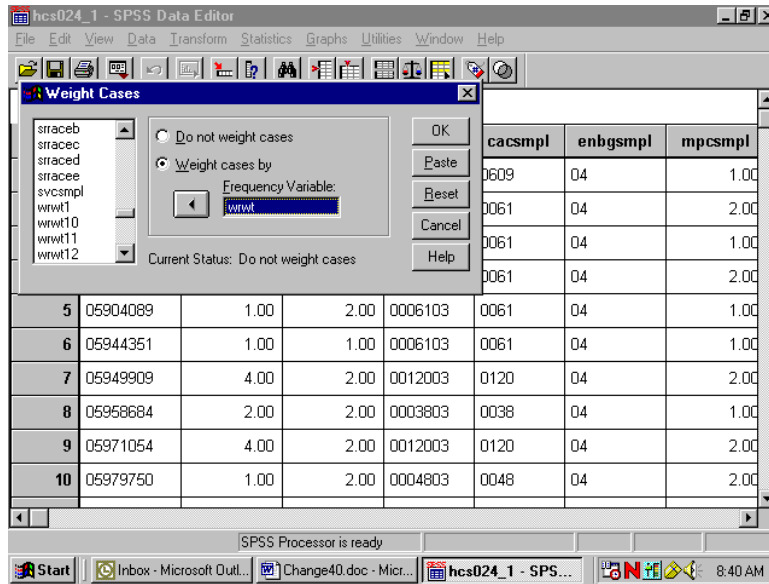 hcs024_1 - SPSS Data Editor
File Edit View Data Transform Statistics Graphs Utilities Window Help
Weight Cases
sraceb
sracec
sraced
sracee
svcsmpl
wrwt1
wrwt10
wrwt11
wrwt12
Do not weight cases
Weight cases by
Frequency Variable:
wrwt
Current Status: Do not weight cases
OK
Paste
Reset
Cancel
Help
cacsmpl enbgsmpl mpcsmpl
0609 04 1.00
0061 04 2.00
0061 04 1.00
0061 04 2.00
5 05904089 1.00 2.00 0006103 0061 04 1.00
6 05944351 1.00 1.00 0006103 0061 04 1.00
7 05949909 4.00 2.00 0012003 0120 04 2.00
8 05958684 2.00 2.00 0003803 0038 04 1.00
9 05971054 4.00 2.00 0012003 0120 04 2.00
10 05979750 1.00 2.00 0004803 0048 04 2.00
SPSS Processor is ready
Start Inbox - Microsoft Outl... Change40.doc - Micr... hcs024_1 - SPS... 8:40 AM